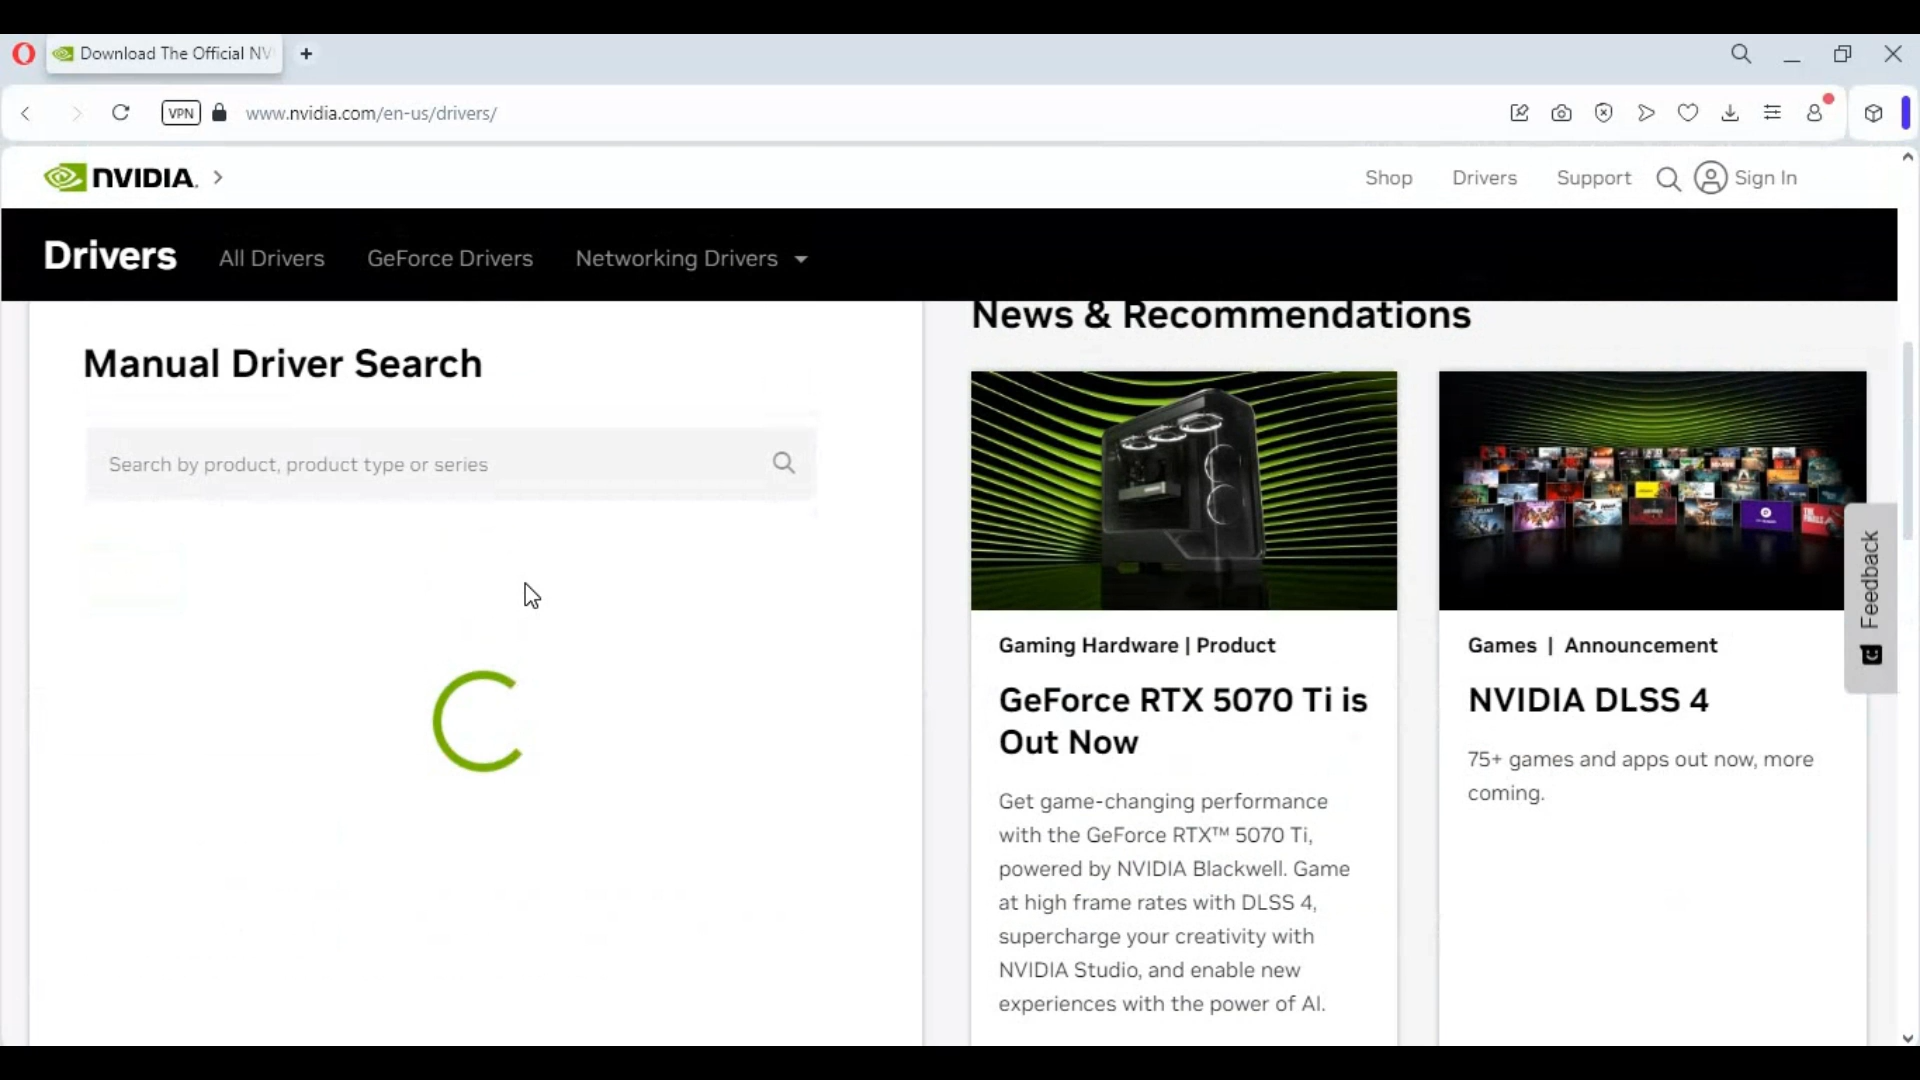 Download The Official NV
VPN
www.nvidia.com/en-us/drivers/
NVIDIA.
Shop
Drivers
Support
Sign In
Drivers
All Drivers
GeForce Drivers
Networking Drivers
Manual Driver Search
Search by product, product type or series
News & Recommendations
Gaming Hardware | Product
GeForce RTX 5070 Ti is
Out Now
Get game-changing performance
with the GeForce RTX™ 5070 Ti,
powered by NVIDIA Blackwell. Game
at high frame rates with DLSS 4,
supercharge your creativity with
NVIDIA Studio, and enable new
experiences with the power of AI.
Games | Announcement
NVIDIA DLSS 4
75+ games and apps out now, more
coming.
Feedback